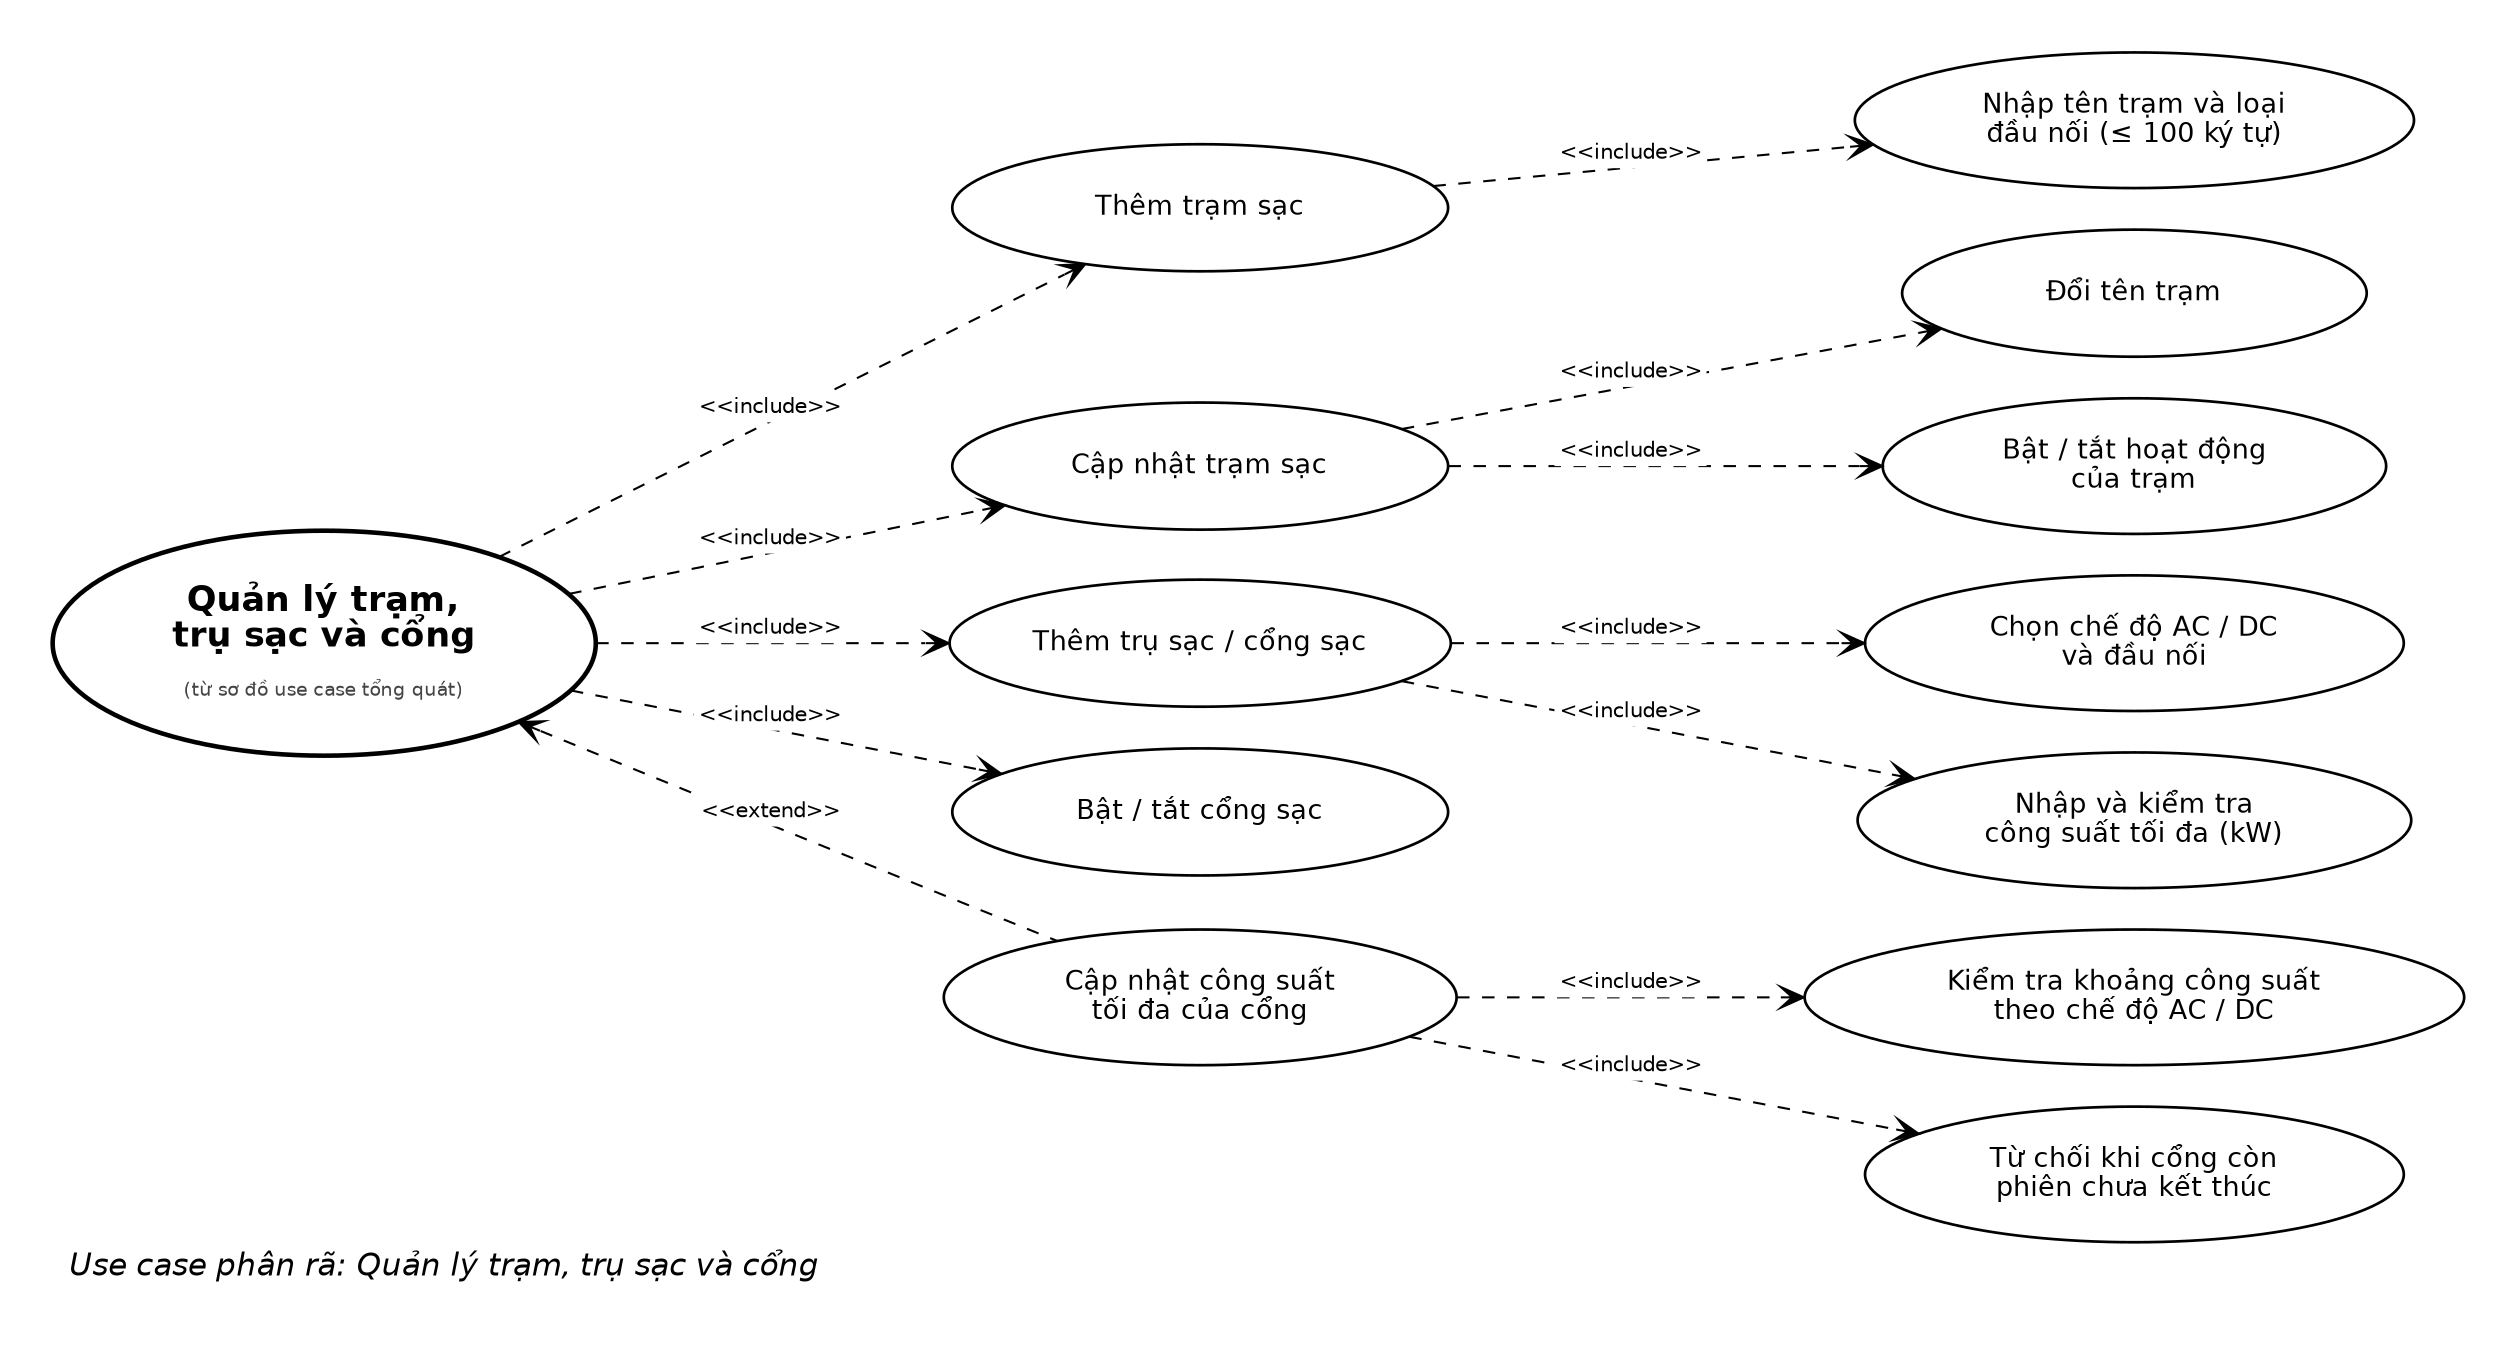 Quản lý trạm,
trụ sạc và cổng
(từ sơ đồ use case tổng quát)
<<include>>
<<include>>
<<include>>
<<include>>
<<extend>>
Thêm trạm sạc
Cập nhật trạm sạc
Thêm trụ sạc / cổng sạc
Bật / tắt cổng sạc
Cập nhật công suất
tối đa của cổng
<<include>>
<<include>>
<<include>>
<<include>>
<<include>>
<<include>>
<<include>>
Nhập tên trạm và loại
đầu nối (≤ 100 ký tự)
Đổi tên trạm
Bật / tắt hoạt động
của trạm
Chọn chế độ AC / DC
và đầu nối
Nhập và kiểm tra
công suất tối đa (kW)
Kiểm tra khoảng công suất
theo chế độ AC / DC
Từ chối khi cổng còn
phiên chưa kết thúc
Use case phân rã: Quản lý trạm, trụ sạc và cổng